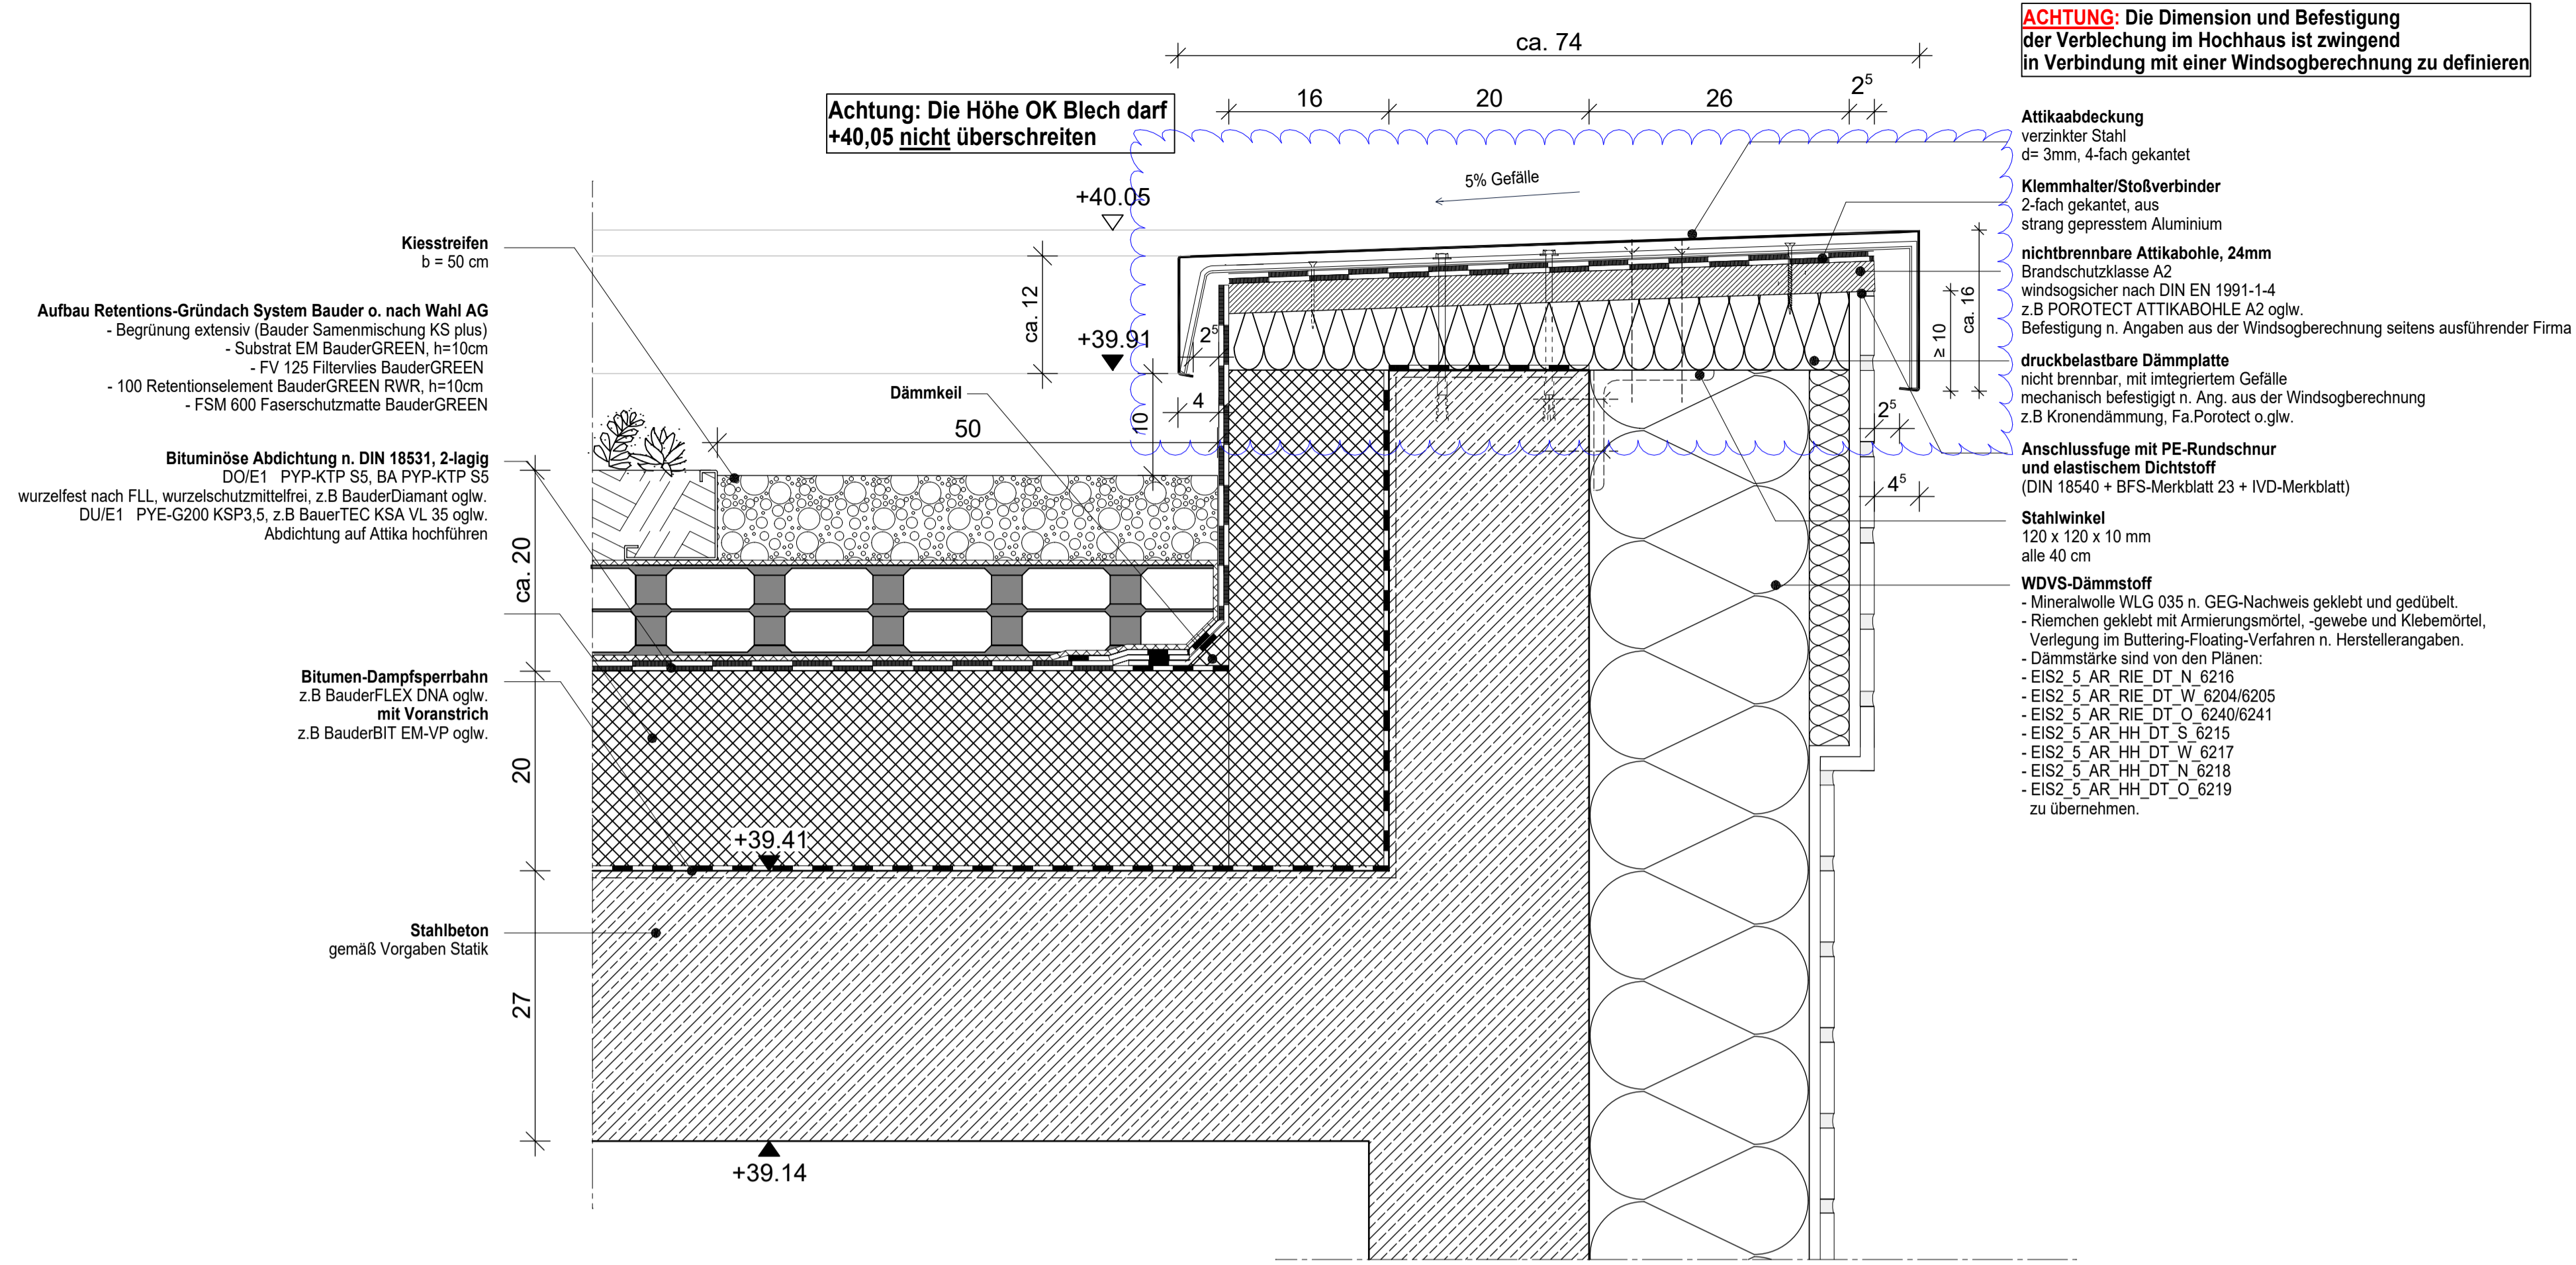 ACHTUNG: Die Dimension und Befestigung
der Verblechung im Hochhaus ist zwingend
in Verbindung mit einer Windsogberechnung zu definieren
ca. 74
16
20
26
2⁵
Achtung: Die Höhe OK Blech darf
+40,05 nicht überschreiten
5% Gefälle
+40.05
ca. 12
+39.91
2⁵
4
10
50
Dämmkeil
≥ 10
ca. 16
2⁵
4⁵
Kiesstreifen
b = 50 cm
Aufbau Retentions-Gründach System Bauder o. nach Wahl AG
- Begrünung extensiv (Bauder Samenmischung KS plus)
- Substrat EM BauderGREEN, h=10cm
- FV 125 Filtervlies BauderGREEN
- 100 Retentionselement BauderGREEN RWR, h=10cm
- FSM 600 Faserschutzmatte BauderGREEN
Bituminöse Abdichtung n. DIN 18531, 2-lagig
DO/E1 PYP-KTP S5, BA PYP-KTP S5
wurzelfest nach FLL, wurzelschutzmittelfrei, z.B BauderDiamant oglw.
DU/E1 PYE-G200 KSP3,5, z.B BauerTEC KSA VL 35 oglw.
Abdichtung auf Attika hochführen
Bitumen-Dampfsperrbahn
z.B BauderFLEX DNA oglw.
mit Voranstrich
z.B BauderBIT EM-VP oglw.
Stahlbeton
gemäß Vorgaben Statik
ca. 20
20
27
+39.41
+39.14
Attikaabdeckung
verzinkter Stahl
d= 3mm, 4-fach gekantet
Klemmhalter/Stoßverbinder
2-fach gekantet, aus
strang gepresstem Aluminium
nichtbrennbare Attikabohle, 24mm
Brandschutzklasse A2
windsogsicher nach DIN EN 1991-1-4
z.B POROTECT ATTIKABOHLE A2 oglw.
Befestigung n. Angaben aus der Windsogberechnung seitens ausführender Firma
druckbelastbare Dämmplatte
nicht brennbar, mit imtegriertem Gefälle
mechanisch befestigigt n. Ang. aus der Windsogberechnung
z.B Kronendämmung, Fa.Porotect o.glw.
Anschlussfuge mit PE-Rundschnur
und elastischem Dichtstoff
(DIN 18540 + BFS-Merkblatt 23 + IVD-Merkblatt)
Stahlwinkel
120 x 120 x 10 mm
alle 40 cm
WDVS-Dämmstoff
- Mineralwolle WLG 035 n. GEG-Nachweis geklebt und gedübelt.
- Riemchen geklebt mit Armierungsmörtel, -gewebe und Klebemörtel,
Verlegung im Buttering-Floating-Verfahren n. Herstellerangaben.
- Dämmstärke sind von den Plänen:
- EIS2_5_AR_RIE_DT_N_6216
- EIS2_5_AR_RIE_DT_W_6204/6205
- EIS2_5_AR_RIE_DT_O_6240/6241
- EIS2_5_AR_HH_DT_S_6215
- EIS2_5_AR_HH_DT_W_6217
- EIS2_5_AR_HH_DT_N_6218
- EIS2_5_AR_HH_DT_O_6219
zu übernehmen.